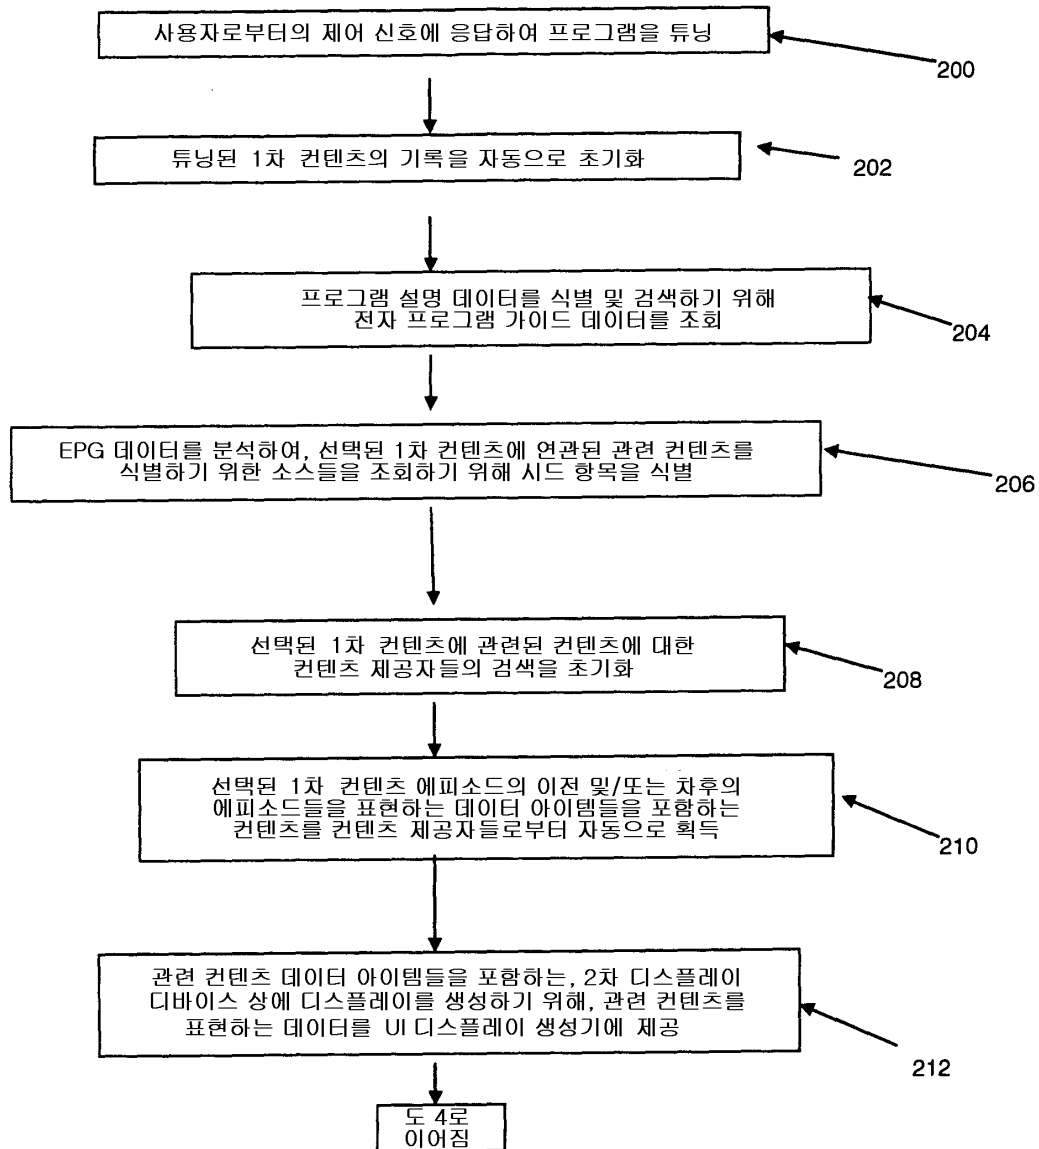 사용자로부터의 제어 신호에 응답하여 프로그램을 튜닝
200
튜닝된 1차 컨텐츠의 기록을 자동으로 초기화
202
프로그램 설명 데이터를 식별 및 검색하기 위해
전자 프로그램 가이드 데이터를 조회
204
EPG 데이터를 분석하여, 선택된 1차 컨텐츠에 연관된 관련 컨텐츠를
식별하기 위한 소스들을 조회하기 위해 시드 항목을 식별
206
선택된 1차 컨텐츠에 관련된 컨텐츠에 대한
컨텐츠 제공자들의 검색을 초기화
208
선택된 1차 컨텐츠 에피소드의 이전 및/또는 차후의
에피소드들을 표현하는 데이터 아이템들을 포함하는
컨텐츠를 컨텐츠 제공자들로부터 자동으로 획득
210
관련 컨텐츠 데이터 아이템들을 포함하는, 2차 디스플레이
디바이스 상에 디스플레이를 생성하기 위해, 관련 컨텐츠를
표현하는 데이터를 UI 디스플레이 생성기에 제공
212
도 4로
이어짐